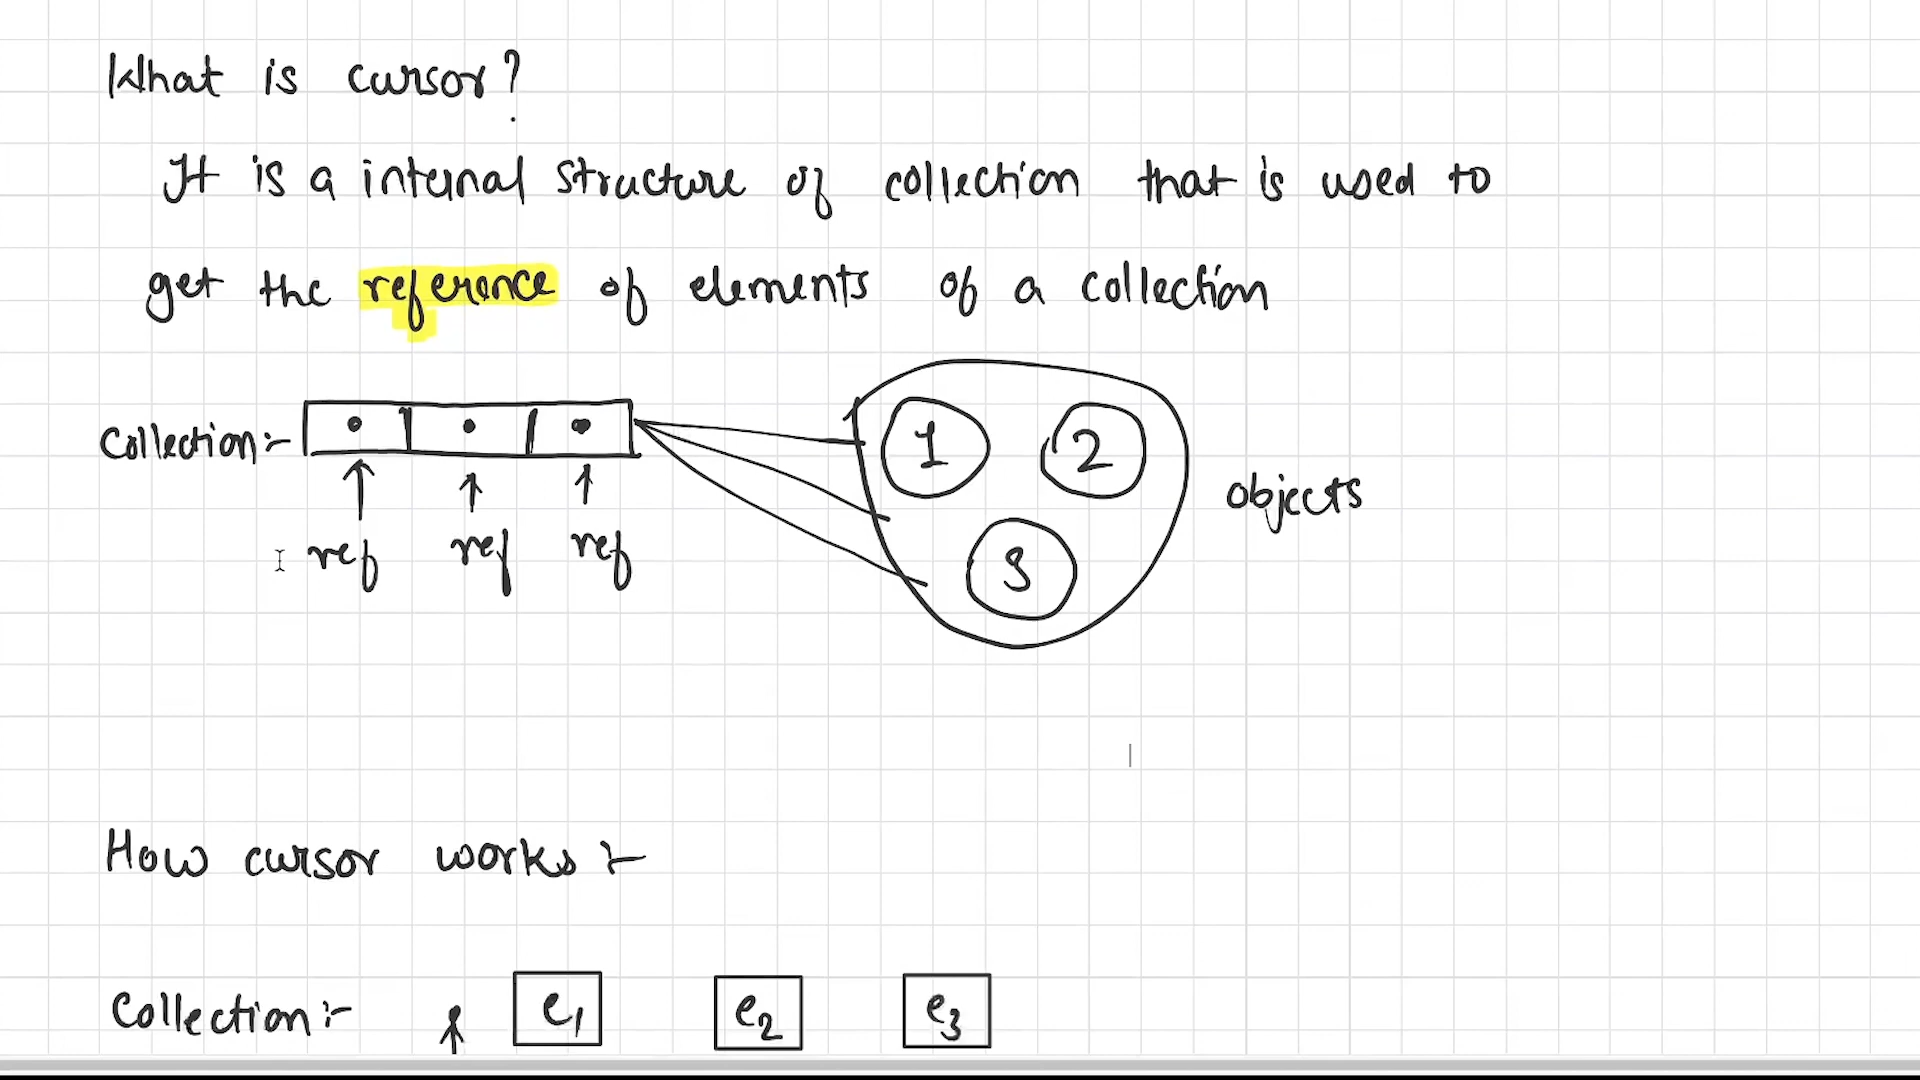 What is cursor?
It is a internal structure of collection that is used to
get the reference of elements of a collection
Collection:-
1 2
objects
ref ref ref
3
How cursor works :-
Collection:- e1 e2 e3